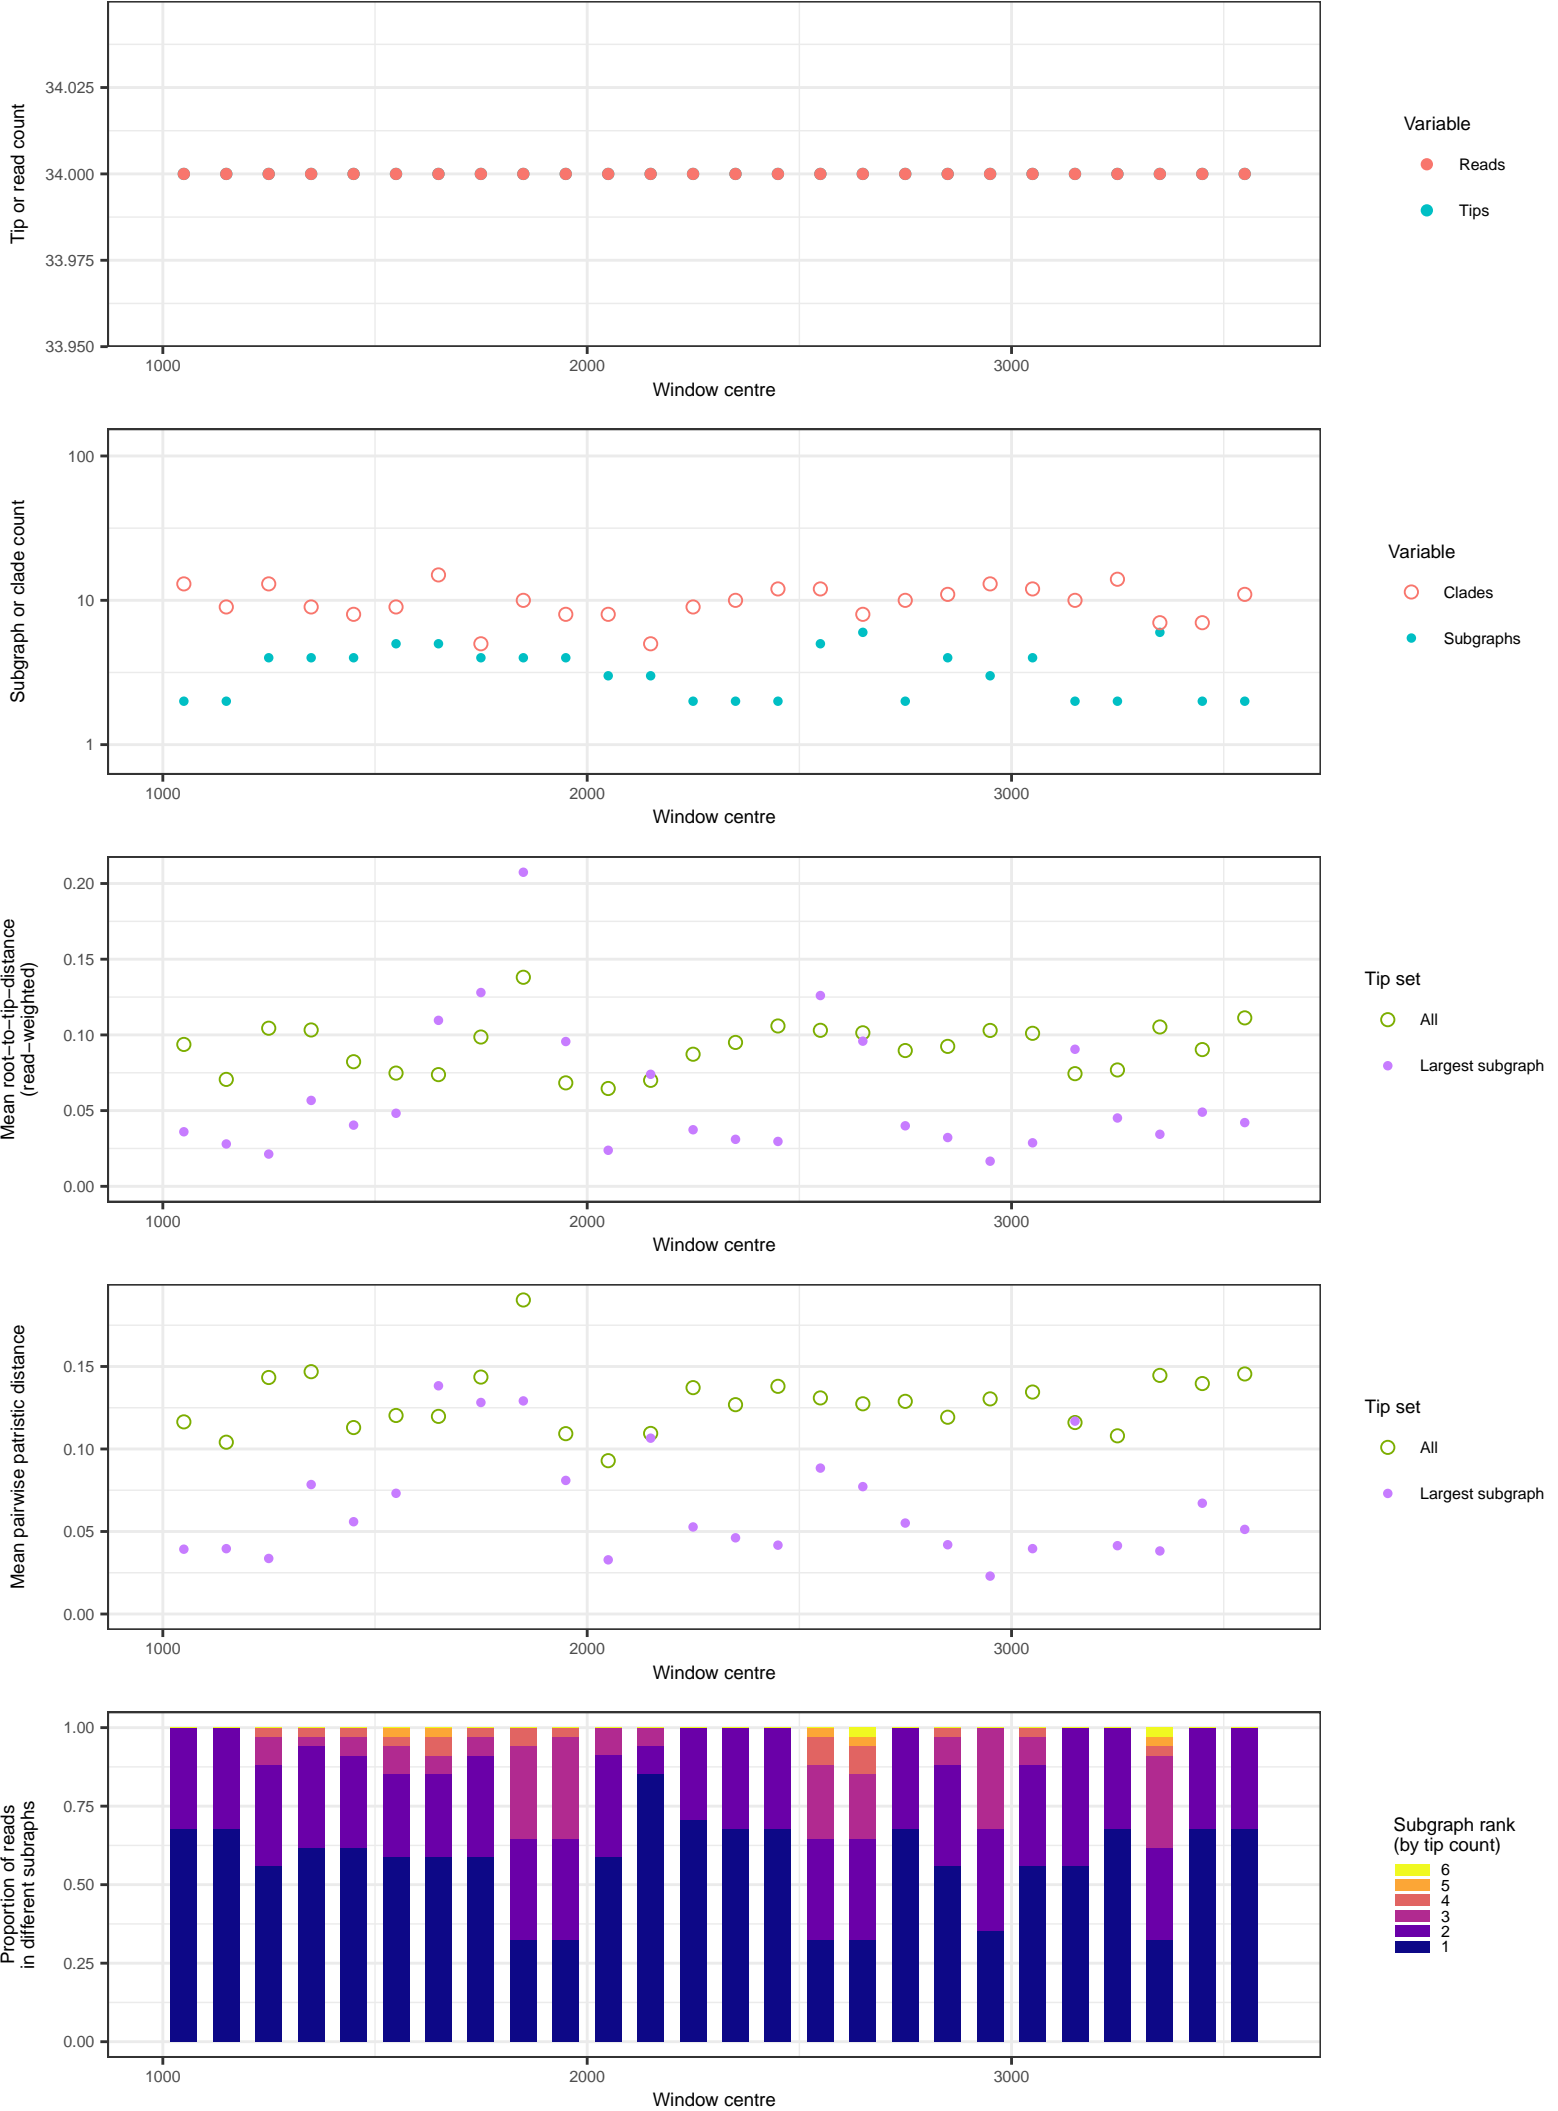 Tip or read count
34.025
34.000
33.975
33.950
1000
2000
3000
Window centre
Variable
Reads
Tips
Subgraph or clade count
100
10
1
1000
2000
3000
Window centre
Variable
Clades
Subgraphs
Mean root−to−tip−distance
(read−weighted)
0.20
0.15
0.10
0.05
0.00
1000
2000
3000
Window centre
Tip set
All
Largest subgraph
Mean pairwise patristic distance
0.15
0.10
0.05
0.00
1000
2000
3000
Window centre
Tip set
All
Largest subgraph
Proportion of reads
in different subraphs
1.00
0.75
0.50
0.25
0.00
1000
2000
3000
Window centre
Subgraph rank
(by tip count)
6
5
4
3
2
1